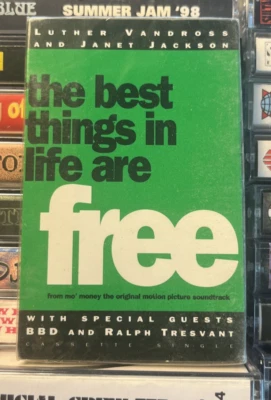 BLUE
SUMMER JAM '98
LUTHER VANDROSS
AND JANET JACKSON
the best
things in
life are
free
from mo' money the original motion picture soundtrack
WITH SPECIAL GUESTS
BBD AND RALPH TRESVANT
CASSETTE SINGLE